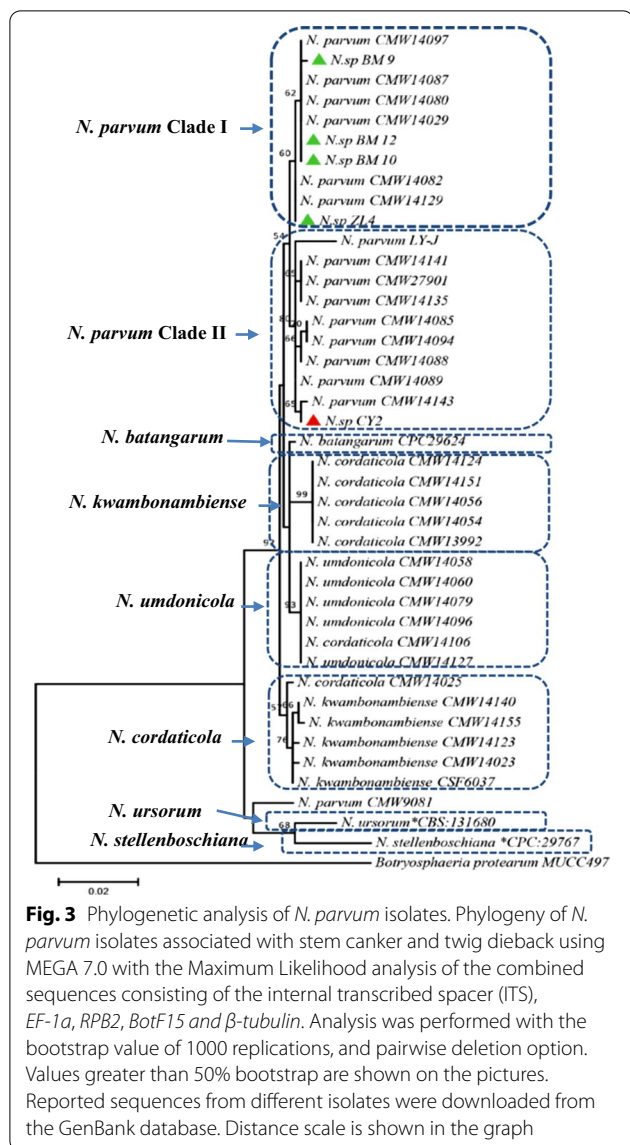 N. parvum CMW14097
62
N.sp BM 9
N. parvum CMW14087
N. parvum CMW14080
N. parvum Clade I
N. parvum CMW14029
N.sp BM 12
60
N.sp BM 10
N. parvum CMW14082
N. parvum CMW14129
N.sp ZL4
54
N. parvum LY-J
N. parvum CMW14141
65
N. parvum CMW27901
N. parvum CMW14135
80
70
N. parvum CMW14085
N. parvum Clade II
66
N. parvum CMW14094
N. parvum CMW14088
N. parvum CMW14089
65
N. parvum CMW14143
N.sp CY2
N. batangarum
N. batangarum CPC29624
N. cordaticola CMW14124
N. cordaticola CMW14151
N. kwambonambiense
99
N. cordaticola CMW14056
N. cordaticola CMW14054
N. cordaticola CMW13992
97
N. umdonicola CMW14058
N. umdonicola CMW14060
N. umdonicola
N. umdonicola CMW14079
93
N. umdonicola CMW14096
N. cordaticola CMW14106
N. umdonicola CMW14127
N. cordaticola CMW14025
57
66
N. kwambonambiense CMW14140
N. kwambonambiense CMW14155
N. cordaticola
76
N. kwambonambiense CMW14123
N. kwambonambiense CMW14023
N. kwambonambiense CSF6037
N. parvum CMW9081
N. ursorum
68
N. ursorum*CBS:131680
N. stellenboschiana
N. stellenboschiana *CPC:29767
Botryosphaeria protearum MUCC497
0.02
Fig. 3 Phylogenetic analysis of N. parvum isolates. Phylogeny of N.
parvum isolates associated with stem canker and twig dieback using
MEGA 7.0 with the Maximum Likelihood analysis of the combined
sequences consisting of the internal transcribed spacer (ITS),
EF-1a, RPB2, BotF15 and β-tubulin. Analysis was performed with the
bootstrap value of 1000 replications, and pairwise deletion option.
Values greater than 50% bootstrap are shown on the pictures.
Reported sequences from different isolates were downloaded from
the GenBank database. Distance scale is shown in the graph